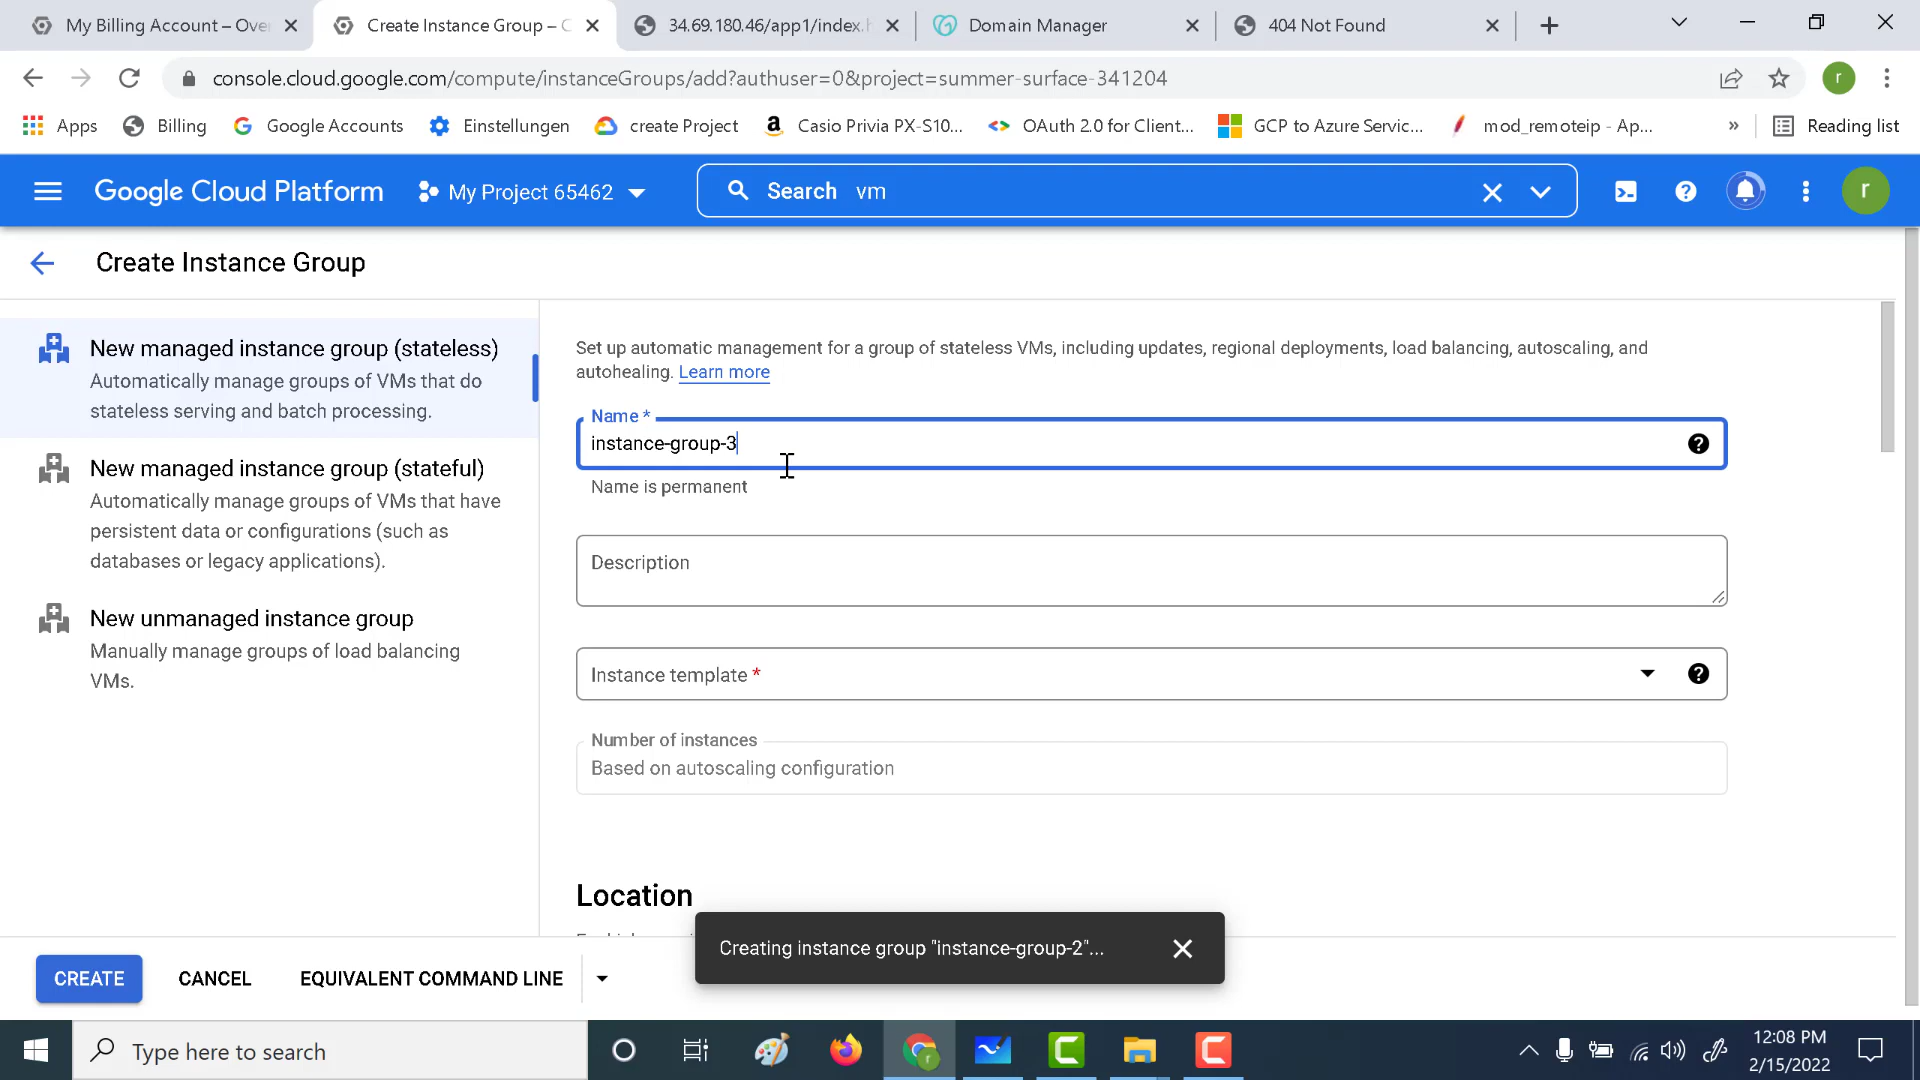 My Billing Account – Over
Create Instance Group – C
34.69.180.46/app1/index.h
Domain Manager
404 Not Found
console.cloud.google.com/compute/instanceGroups/add?authuser=0&project=summer-surface-341204
r
Apps
Billing
Google Accounts
Einstellungen
create Project
Casio Privia PX-S10...
OAuth 2.0 for Client...
GCP to Azure Servic...
mod_remoteip - Ap...
»
Reading list
Google Cloud Platform
My Project 65462
Search vm
r
Create Instance Group
New managed instance group (stateless)
Automatically manage groups of VMs that do
stateless serving and batch processing.
New managed instance group (stateful)
Automatically manage groups of VMs that have
persistent data or configurations (such as
databases or legacy applications).
New unmanaged instance group
Manually manage groups of load balancing
VMs.
Set up automatic management for a group of stateless VMs, including updates, regional deployments, load balancing, autoscaling, and
autohealing. Learn more
Name *
instance-group-3
Name is permanent
Description
Instance template *
Number of instances
Based on autoscaling configuration
Location
Creating instance group "instance-group-2"...
CREATE
CANCEL
EQUIVALENT COMMAND LINE
Type here to search
12:08 PM
2/15/2022